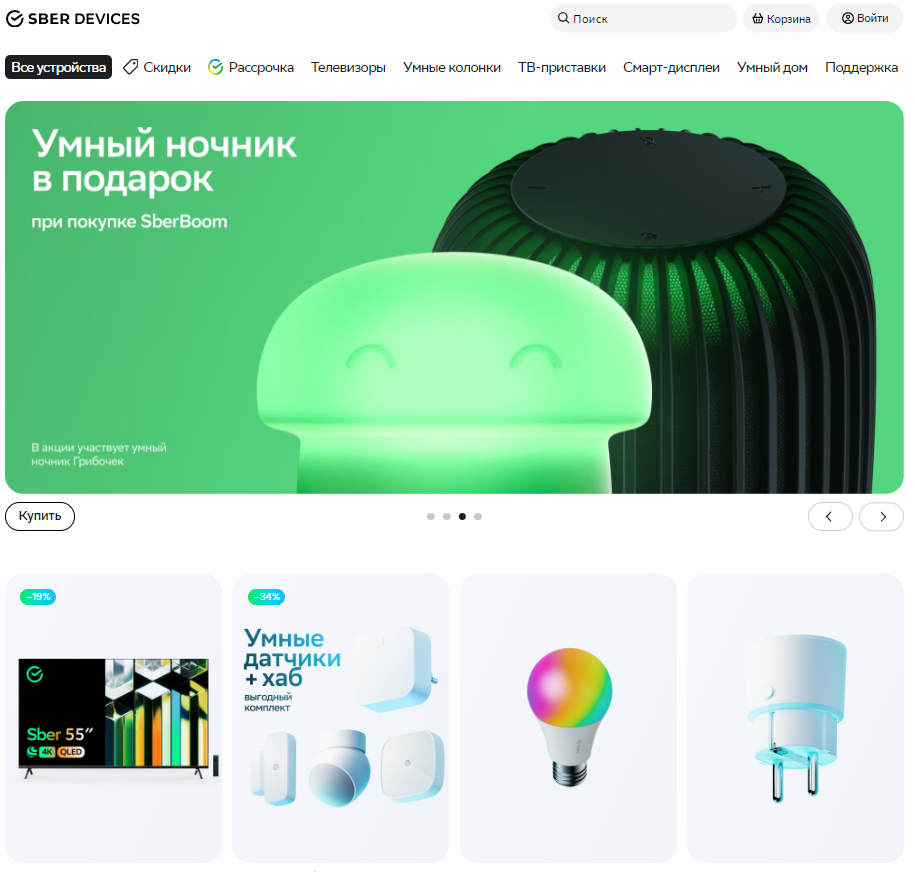 SBER DEVICES
Поиск
Корзина
Войти
Все устройства
Скидки
Рассрочка
Телевизоры
Умные колонки
ТВ-приставки
Смарт-дисплеи
Умный дом
Поддержка
Умный ночник
в подарок
при покупке SberBoom
В акции участвует умный
ночник Грибочек
Купить
–19%
Sber 55″
4K QLED
–34%
Умные
датчики
+ хаб
выгодный
комплект